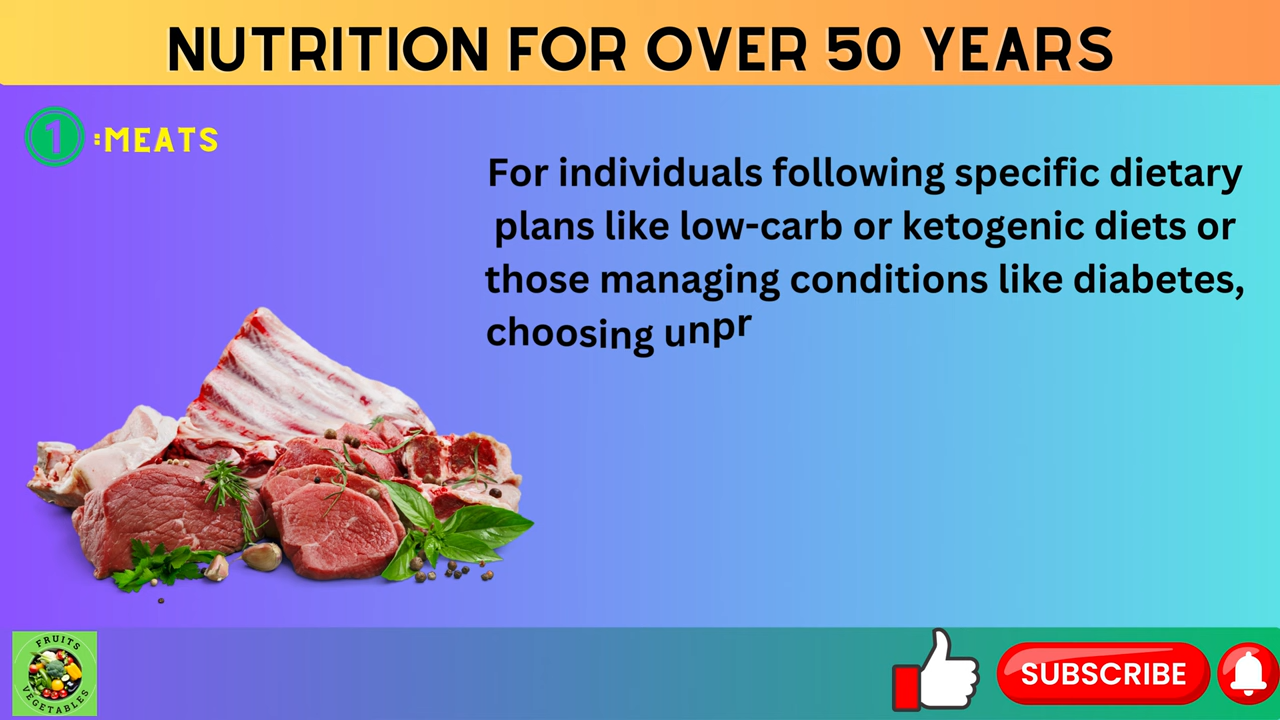 NUTRITION FOR OVER 50 YEARS
1 :MEATS
For individuals following specific dietary
plans like low-carb or ketogenic diets or
those managing conditions like diabetes,
choosing unpr
FRUITS
VEGETABLES
SUBSCRIBE